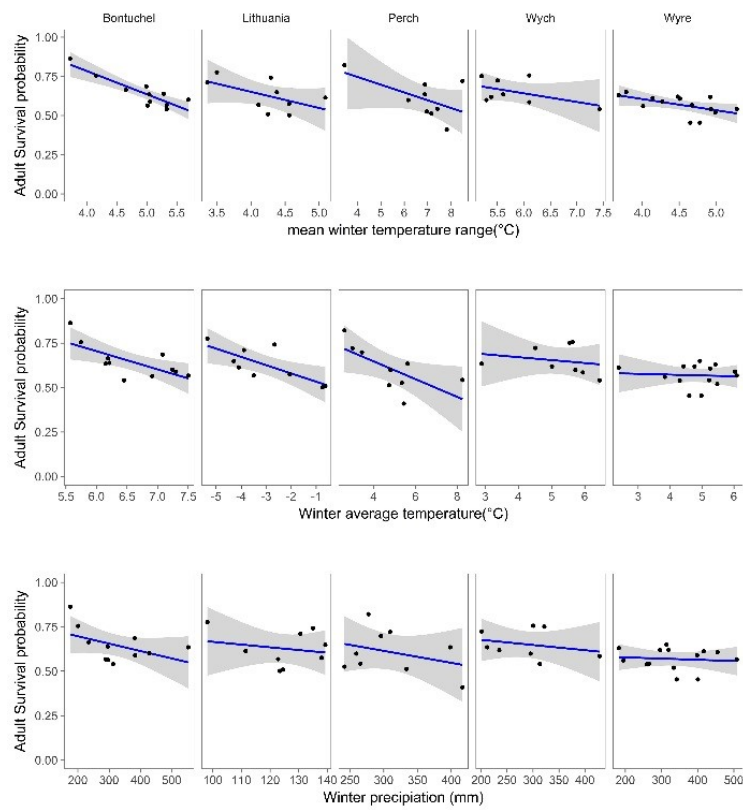 Bontuchel Lithuania Perch Wych Wyre
1.00
0.75
0.50
0.25
0.00
Adult Survival probability
4.0 4.5 5.0 5.5 3.5 4.0 4.5 5.0 4 5 6 7 8 5.5 6.0 6.5 7.0 7.5 4.0 4.5 5.0
mean winter temperature range(°C)
1.00
0.75
0.50
0.25
0.00
Adult Survival probability
5.5 6.0 6.5 7.0 7.5 -5 -4 -3 -2 -1 4 6 8 3 4 5 6 3 4 5 6
Winter average temperature(°C)
1.00
0.75
0.50
0.25
0.00
Adult Survival probability
200 300 400 500 100 110 120 130 140 250 300 350 400 200 250 300 350 400 200 300 400 500
Winter precipiation (mm)